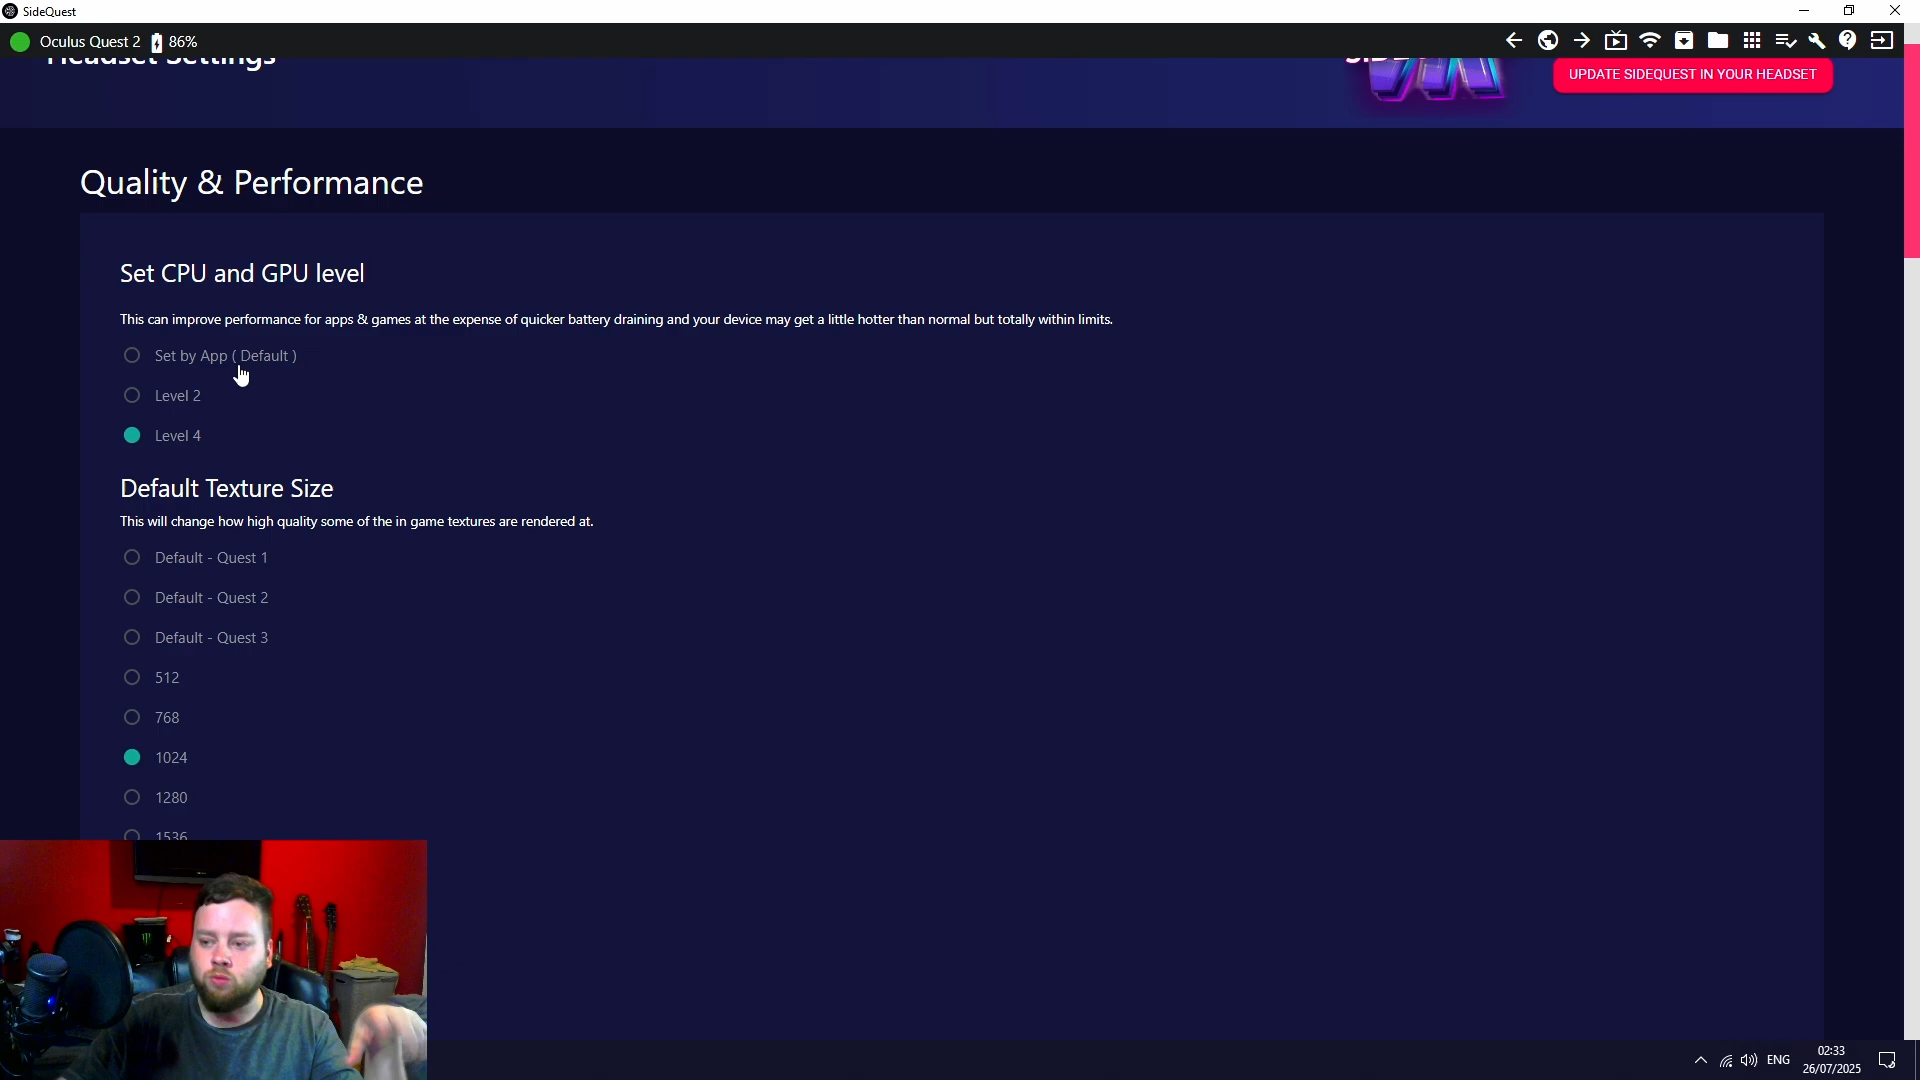 SideQuest
Oculus Quest 2 86%
Headset Settings
UPDATE SIDEQUEST IN YOUR HEADSET
Quality & Performance
Set CPU and GPU level
This can improve performance for apps & games at the expense of quicker battery draining and your device may get a little hotter than normal but totally within limits.
Set by App ( Default )
Level 2
Level 4
Default Texture Size
This will change how high quality some of the in game textures are rendered at.
Default - Quest 1
Default - Quest 2
Default - Quest 3
512
768
1024
1280
1536
ENG
02:33
26/07/2025